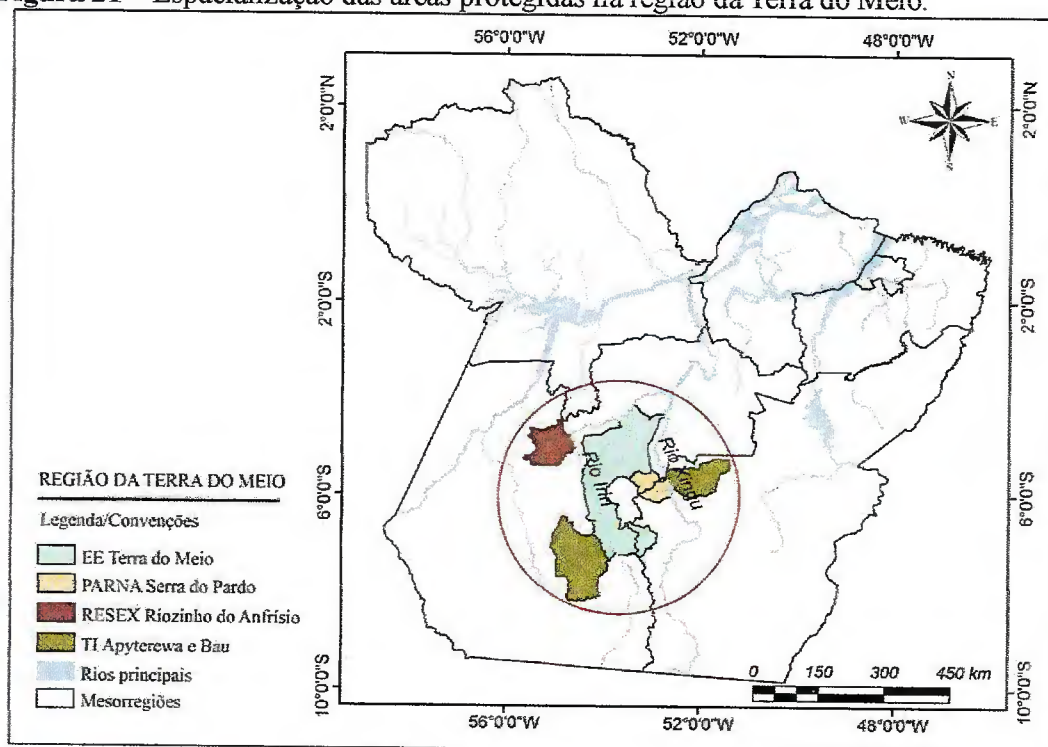 Figura 21 – Espacialização das áreas protegidas na região da Terra do Meio.
56°0'0"W 52°0'0"W 48°0'0"W
2°0'0"N 2°0'0"N
N
W E
S
2°0'0"S 2°0'0"S
Rio Iriri
Rio Xingu
6°0'0"S 6°0'0"S
REGIÃO DA TERRA DO MEIO
Legenda/Convenções
EE Terra do Meio
PARNA Serra do Pardo
RESEX Riozinho do Anfrísio
TI Apyterewa e Bau
Rios principais
Mesorregiões
0 150 300 450 km
10°0'0"S 10°0'0"S
56°0'0"W 52°0'0"W 48°0'0"W